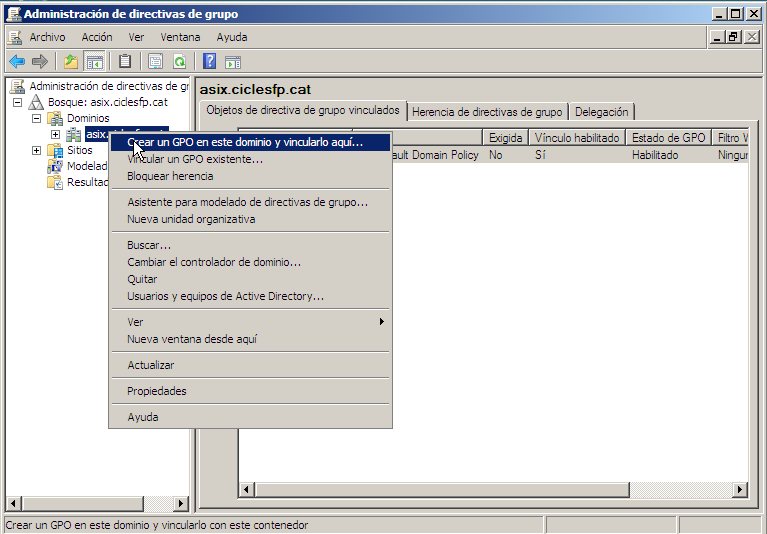 Administración de directivas de grupo
Archivo Acción Ver Ventana Ayuda
Administración de directivas de gr
Bosque: asix.ciclesfp.cat
Dominios
asix.
Sitios
Modelad
Resultad
asix.ciclesfp.cat
Objetos de directiva de grupo vinculados Herencia de directivas de grupo Delegación
Exigida Vínculo habilitado Estado de GPO Filtro W
ault Domain Policy No Sí Habilitado Ningur
Crear un GPO en este dominio y vincularlo aquí...
Vincular un GPO existente...
Bloquear herencia
Asistente para modelado de directivas de grupo...
Nueva unidad organizativa
Buscar...
Cambiar el controlador de dominio...
Quitar
Usuarios y equipos de Active Directory...
Ver
Nueva ventana desde aquí
Actualizar
Propiedades
Ayuda
Crear un GPO en este dominio y vincularlo con este contenedor